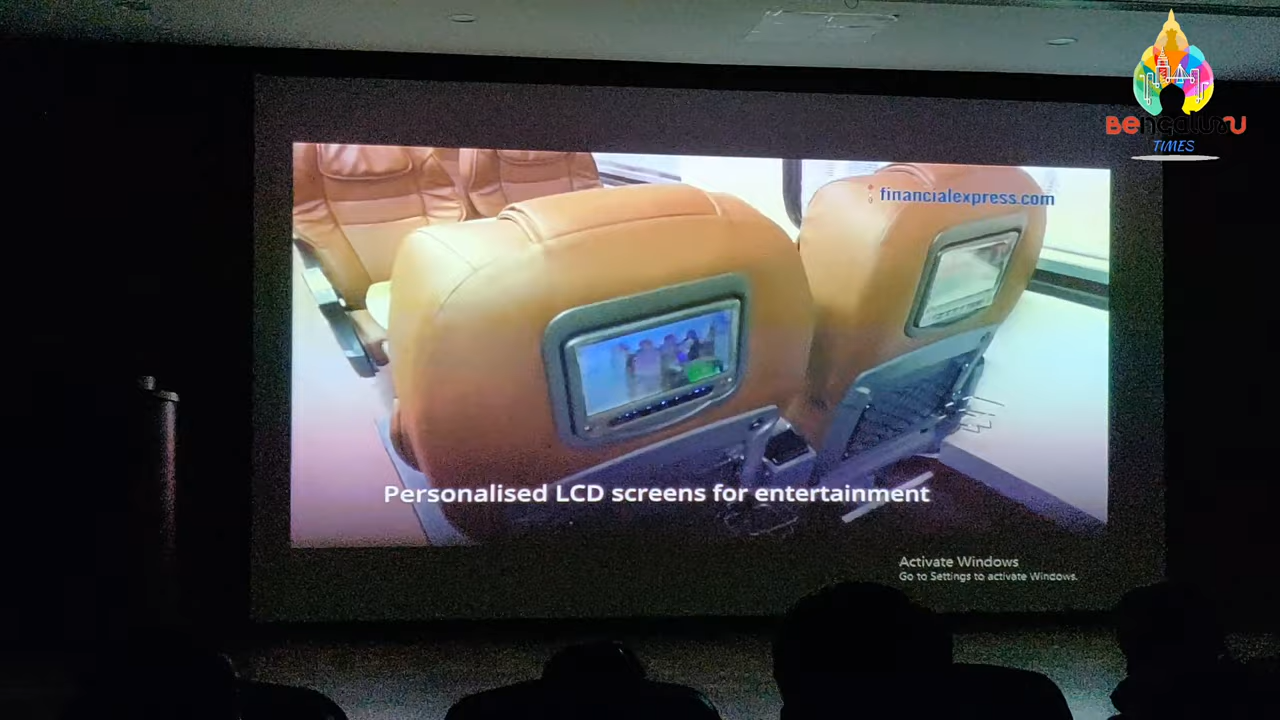 BENGALURU
TIMES
financialexpress.com
Personalised LCD screens for entertainment
Activate Windows
Go to Settings to activate Windows.